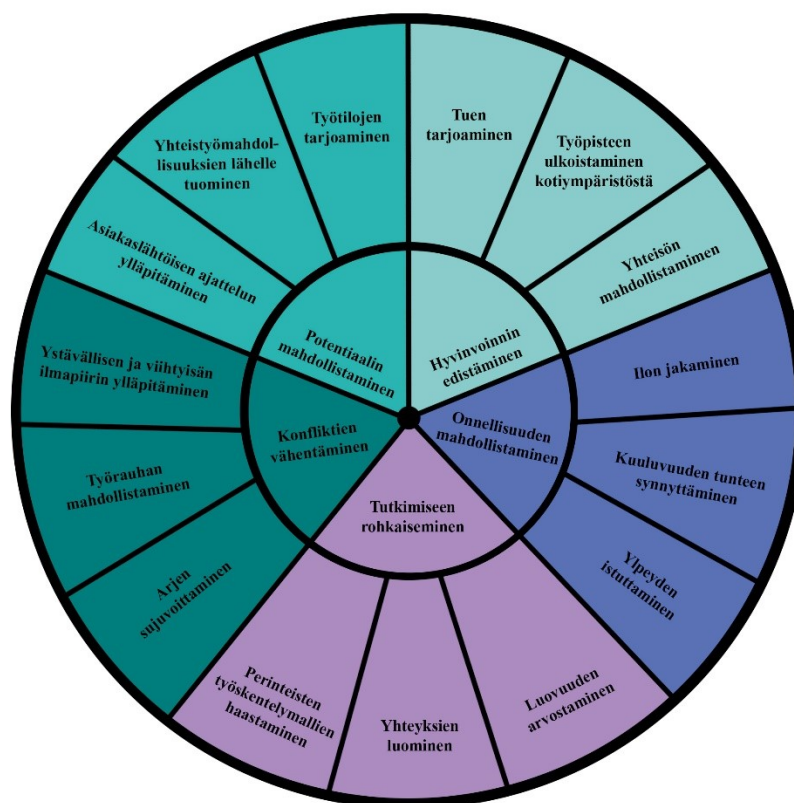 Työtilojen
tarjoaminen
Tuen
tarjoaminen
Yhteistyömahdol-
lisuuksien lähelle
tuominen
Työpisteen
ulkoistaminen
kotiympäristöstä
Asiakaslähtöisen ajattelun
ylläpitäminen
Yhteisön
mahdollistamimen
Potentiaalin
mahdollistaminen
Hyvinvoinnin
edistäminen
Ystävällisen ja viihtyisän
ilmapiirin ylläpitäminen
Ilon jakaminen
Konfliktien
vähentäminen
Onnellisuuden
mahdollistaminen
Työrauhan
mahdollistaminen
Kuuluvuuden tunteen
synnyttäminen
Tutkimiseen
rohkaiseminen
Arjen
sujuvoittaminen
Ylpeyden
istuttaminen
Perinteisten
työskentelymallien
haastaminen
Yhteyksien
luominen
Luovuuden
arvostaminen